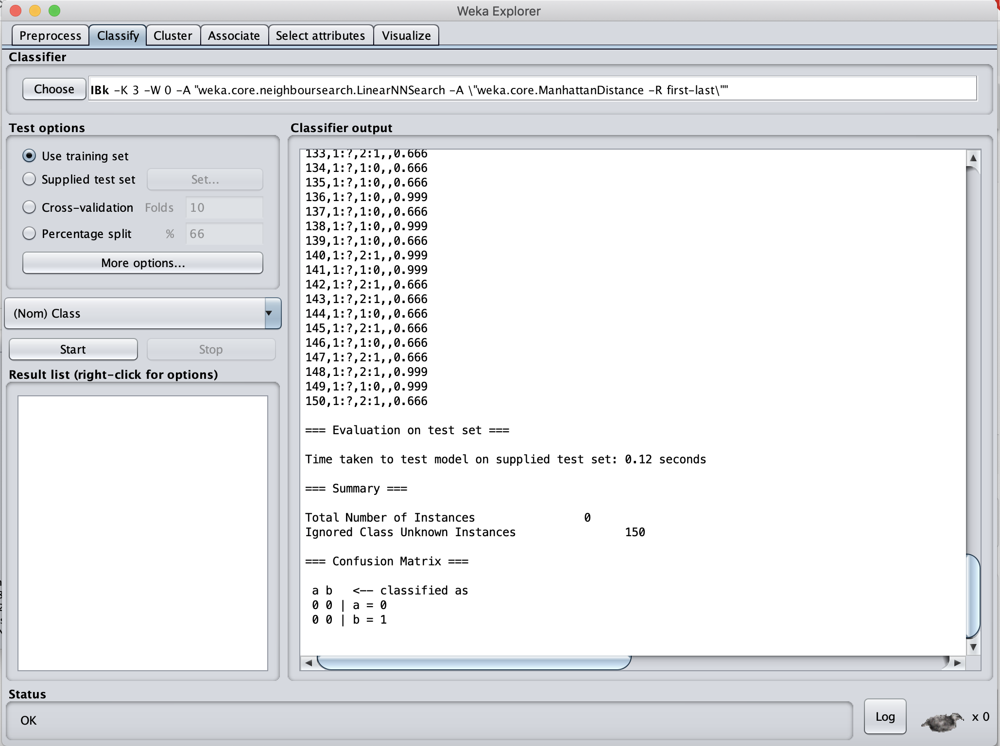 Weka Explorer
Preprocess Classify Cluster Associate Select attributes Visualize
Classifier
Choose IBk -K 3 -W 0 -A "weka.core.neighboursearch.LinearNNSearch -A \"weka.core.ManhattanDistance -R first-last\""
Test options
Use training set
Supplied test set Set...
Cross-validation Folds 10
Percentage split % 66
More options...
(Nom) Class
Start Stop
Result list (right-click for options)
Classifier output
133,1:?,2:1,,0.666
134,1:?,1:0,,0.666
135,1:?,1:0,,0.666
136,1:?,1:0,,0.999
137,1:?,1:0,,0.666
138,1:?,1:0,,0.999
139,1:?,1:0,,0.666
140,1:?,2:1,,0.999
141,1:?,1:0,,0.999
142,1:?,2:1,,0.666
143,1:?,2:1,,0.666
144,1:?,1:0,,0.666
145,1:?,2:1,,0.666
146,1:?,1:0,,0.666
147,1:?,2:1,,0.666
148,1:?,2:1,,0.999
149,1:?,1:0,,0.999
150,1:?,2:1,,0.666
=== Evaluation on test set ===
Time taken to test model on supplied test set: 0.12 seconds
=== Summary ===
Total Number of Instances 0
Ignored Class Unknown Instances 150
=== Confusion Matrix ===
a b <-- classified as
0 0 | a = 0
0 0 | b = 1
Status
OK
Log x 0